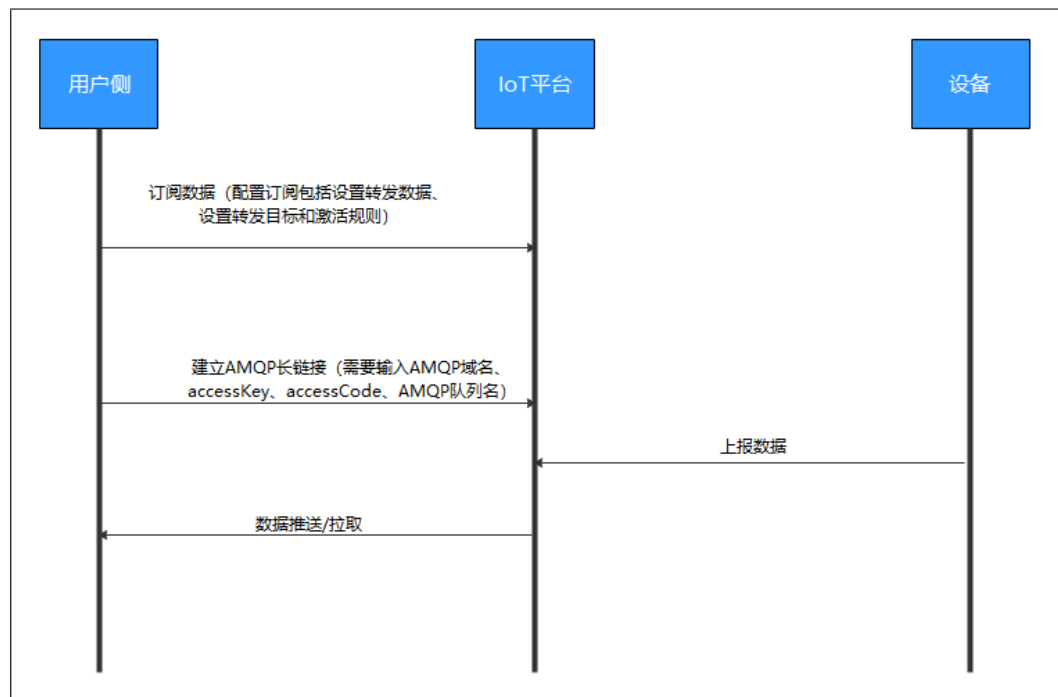 用户侧
IoT平台
设备
订阅数据（配置订阅包括设置转发数据、
设置转发目标和激活规则）
建立AMQP长链接（需要输入AMQP域名、
accessKey、accessCode、AMQP队列名）
上报数据
数据推送/拉取